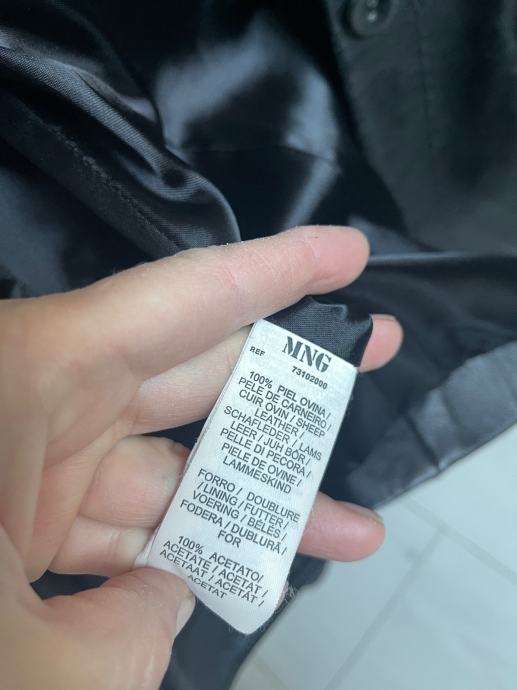 MNG
REF 73102000
100% PIEL OVINA /
PELE DE CARNEIRO /
CUIR OVIN / SHEEP
LEATHER /
SCHAFLEDER / LAMS
LEER / JUH BÖR /
PELLE DI PECORA /
PIELE DE OVINE /
LAMMESKIND
FORRO / DOUBLURE
/ LINING / FUTTER /
VOERING / BÉLÉS /
FODERA / DUBLURĂ /
FOR
100% ACETATO/
ACETATE / ACETAT /
ACETAAT / ACETÁT /
ACETAT